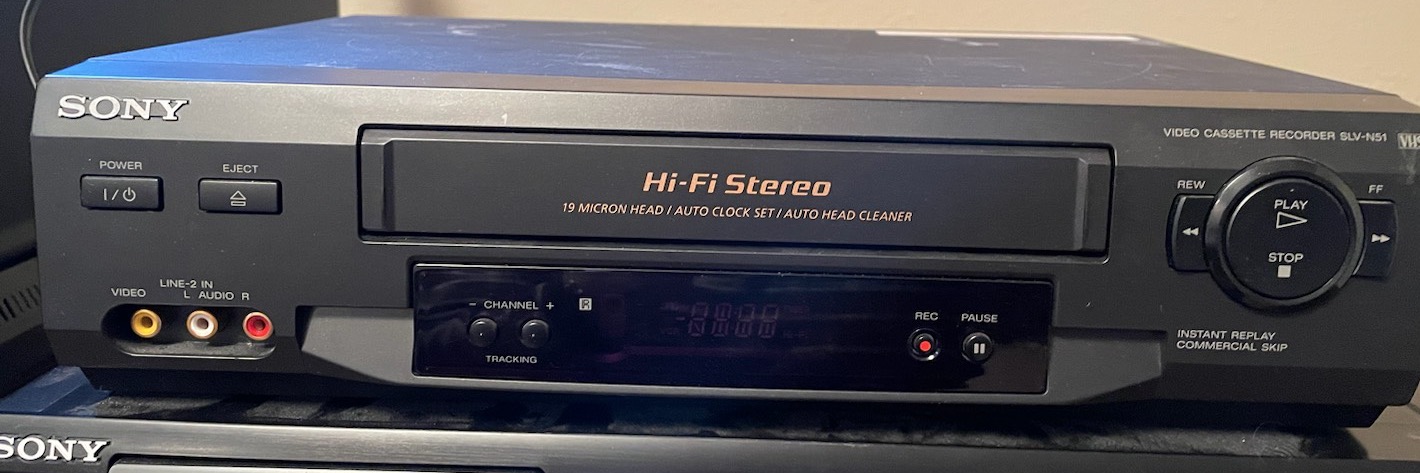 SONY
VIDEO CASSETTE RECORDER SLV-N51
VHS
POWER
EJECT
Hi-Fi Stereo
19 MICRON HEAD / AUTO CLOCK SET / AUTO HEAD CLEANER
REW
PLAY
STOP
FF
LINE-2 IN
VIDEO
L AUDIO R
- CHANNEL +
TRACKING
REC
PAUSE
INSTANT REPLAY
COMMERCIAL SKIP
SONY